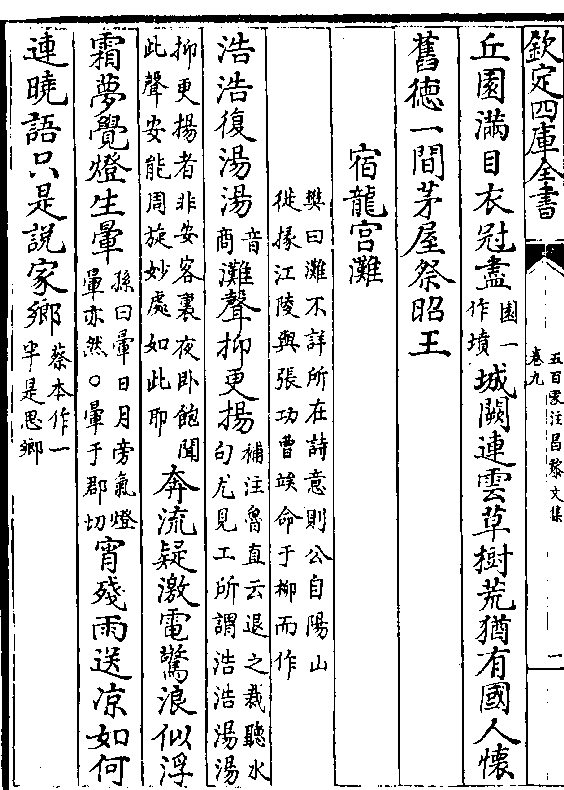 欽定四庫全書
五百家注昌黎文集
卷九
一
丘園滿目衣冠盡園一作墳城闕連雲草樹荒猶有國人懷
舊徳一間茅屋祭昭王
宿龍宫灘
樊曰灘不詳所在詩意則公自陽山
徙掾江陵與張功曹竢命于郴而作
浩浩復湯湯音商灘聲抑更揚補注魯直云退之裁聽水句尤見工所謂浩浩湯湯
抑更揚者非安客裏夜卧飽聞此聲安能周旋妙處如此耶奔流疑激電驚浪似浮
霜夢覺燈生暈孫曰暈日月旁氣燈暈亦然○暈于郡切宵殘雨送凉如何
連曉語只是説家鄉蔡本作一半是思鄉